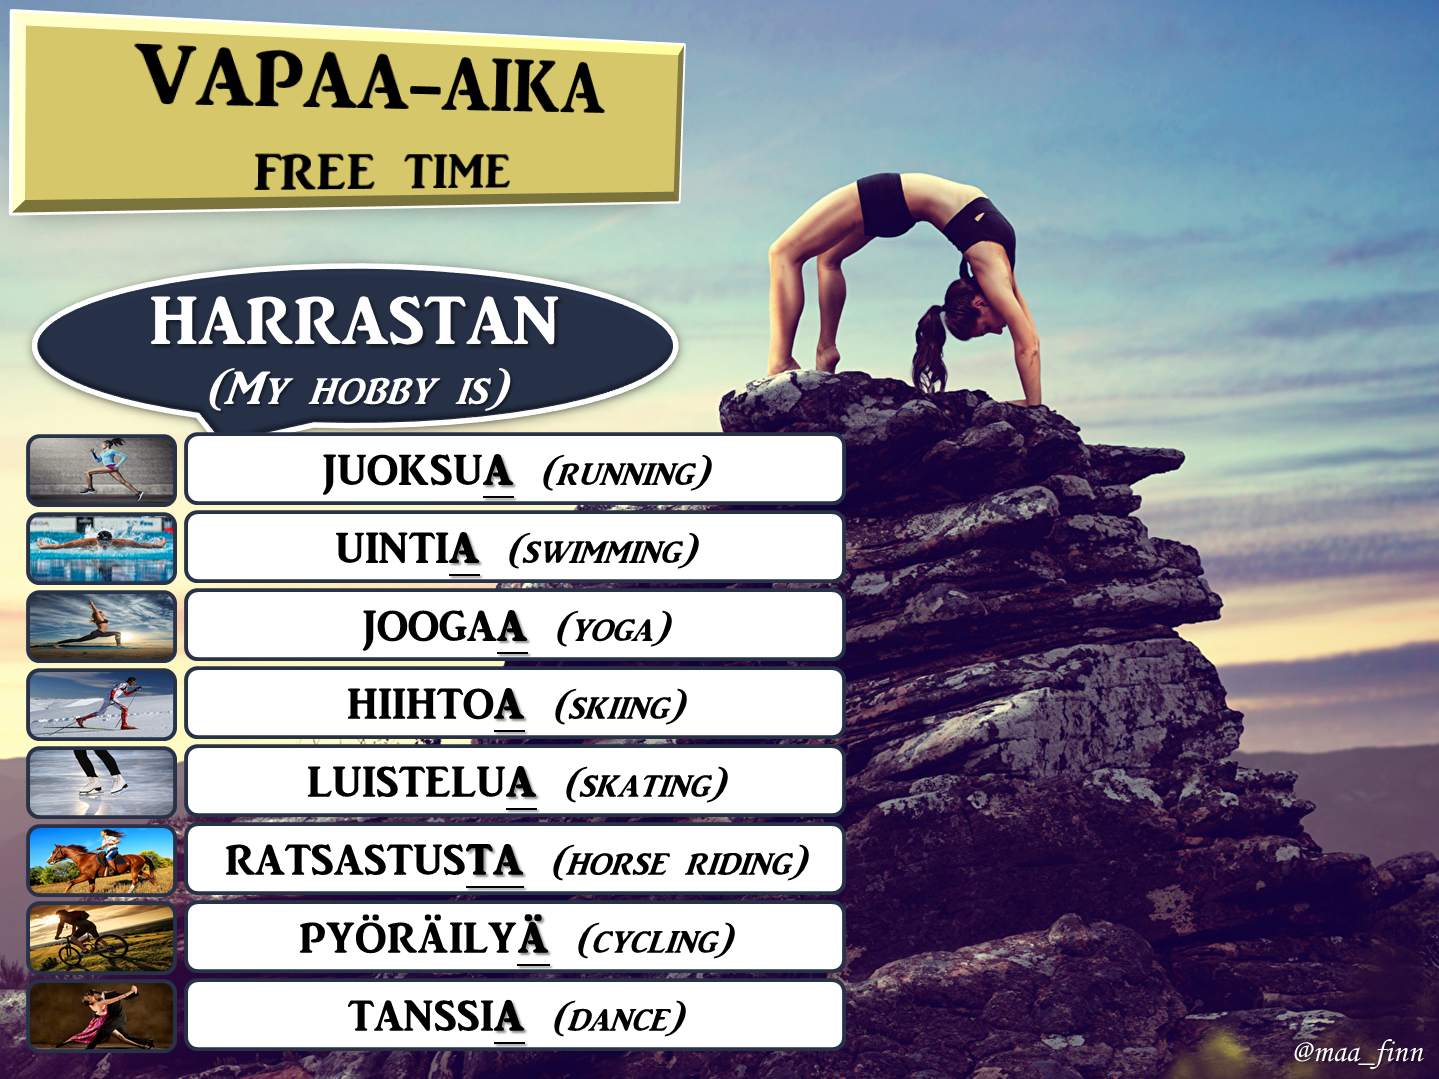 VAPAA-AIKA
FREE TIME
HARRASTAN
(MY HOBBY IS)
JUOKSUA (RUNNING)
UINTIA (SWIMMING)
JOOGAA (YOGA)
HIIHTOA (SKIING)
LUISTELUA (SKATING)
RATSASTUSTA (HORSE RIDING)
PYÖRÄILYÄ (CYCLING)
TANSSIA (DANCE)
@maa_finn